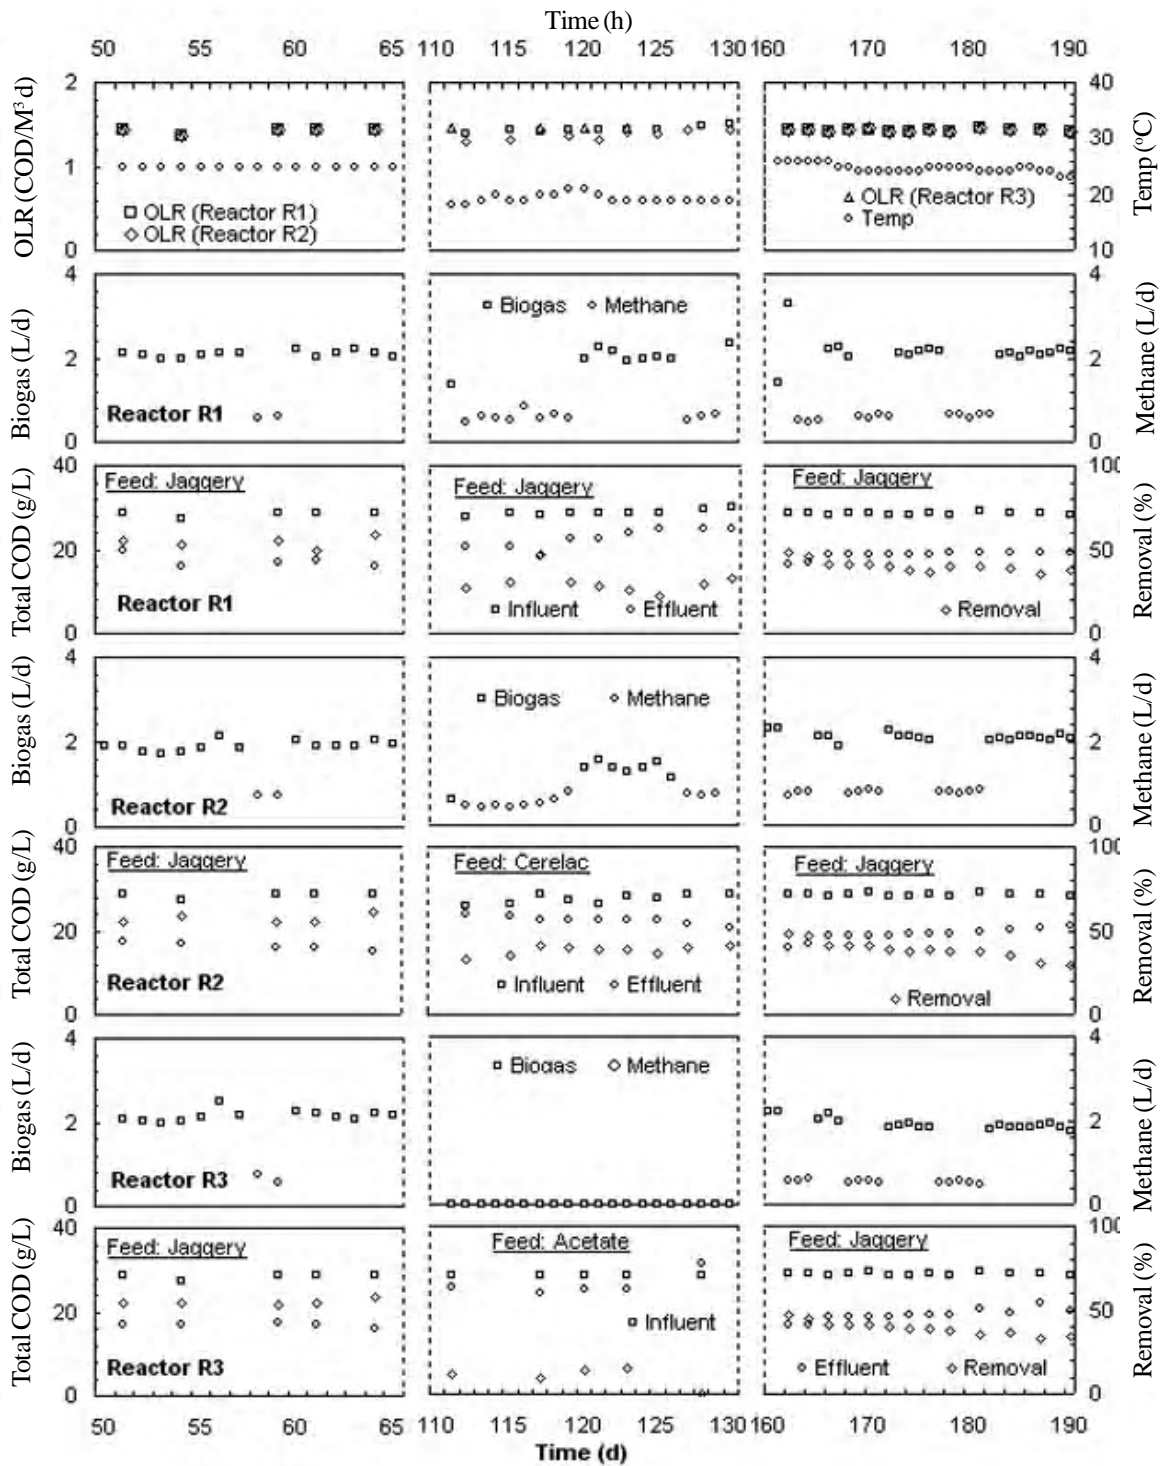 Time (h)
50 55 60 65 110 115 120 125 130 160 170 180 190
OLR (COD/M³ d)
2
1
0
OLR (Reactor R1)
OLR (Reactor R2)
OLR (Reactor R3)
Temp
40
30
20
10
Temp (°C)
Biogas (L/d)
4
2
0
Reactor R1
Biogas Methane
4
2
0
Methane (L/d)
Total COD (g/L)
40
20
0
Feed: Jaggery
Reactor R1
Feed: Jaggery
Influent Effluent
Feed: Jaggery
Removal
100
50
0
Removal (%)
Biogas (L/d)
4
2
0
Reactor R2
Biogas Methane
4
2
0
Methane (L/d)
Total COD (g/L)
40
20
0
Feed: Jaggery
Reactor R2
Feed: Cerelac
Influent Effluent
Feed: Jaggery
Removal
100
50
0
Removal (%)
Biogas (L/d)
4
2
0
Reactor R3
Biogas Methane
4
2
0
Methane (L/d)
Total COD (g/L)
40
20
0
Feed: Jaggery
Reactor R3
Feed: Acetate
Influent
Feed: Jaggery
Effluent Removal
100
50
0
Removal (%)
50 55 60 65 110 115 120 125 130 160 170 180 190
Time (d)